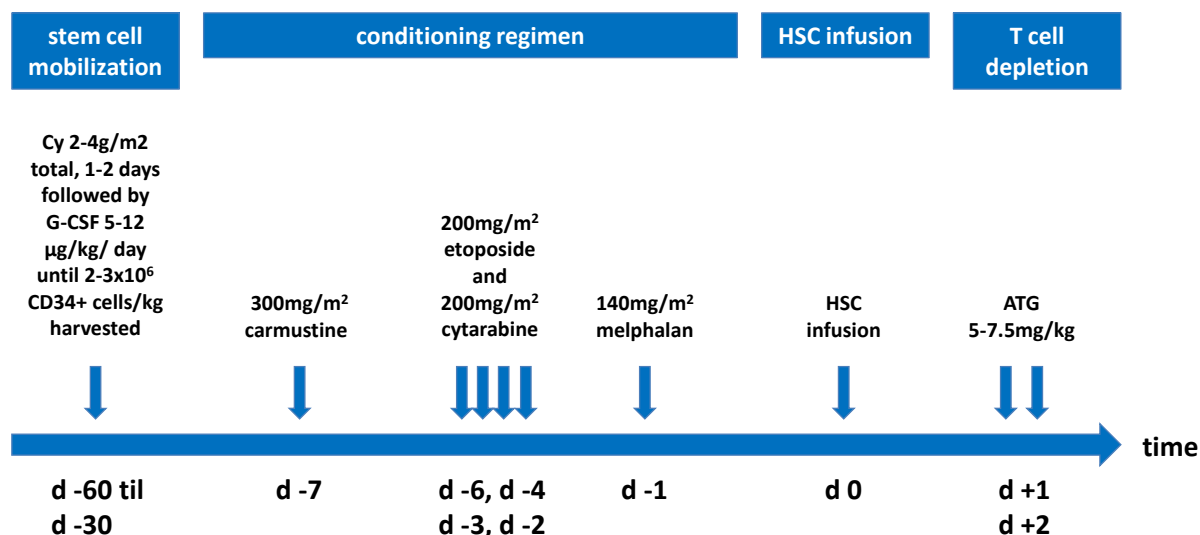 stem cell
mobilization
conditioning regimen
HSC infusion
T cell
depletion
Cy 2-4g/m2
total, 1-2 days
followed by
G-CSF 5-12
µg/kg/ day
until 2-3x10⁶
CD34+ cells/kg
harvested
300mg/m²
carmustine
200mg/m²
etoposide
and
200mg/m²
cytarabine
140mg/m²
melphalan
HSC
infusion
ATG
5-7.5mg/kg
time
d -60 til
d -30
d -7
d -6, d -4
d -3, d -2
d -1
d 0
d +1
d +2